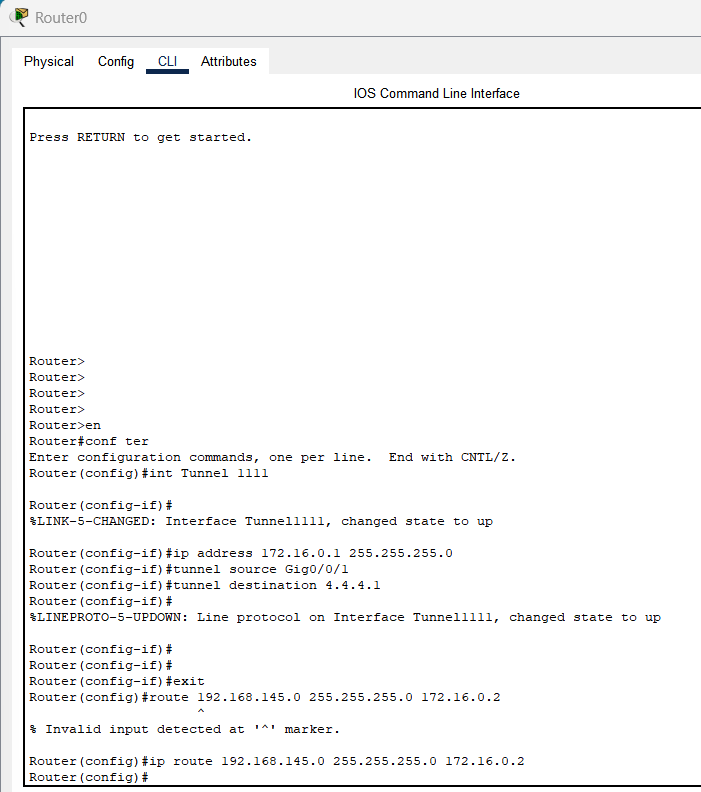 Router0
Physical Config CLI Attributes
IOS Command Line Interface
Press RETURN to get started.
Router>
Router>
Router>
Router>
Router>en
Router#conf ter
Enter configuration commands, one per line.  End with CNTL/Z.
Router(config)#int Tunnel 1111
Router(config-if)#
%LINK-5-CHANGED: Interface Tunnel1111, changed state to up
Router(config-if)#ip address 172.16.0.1 255.255.255.0
Router(config-if)#tunnel source Gig0/0/1
Router(config-if)#tunnel destination 4.4.4.1
Router(config-if)#
%LINEPROTO-5-UPDOWN: Line protocol on Interface Tunnel1111, changed state to up
Router(config-if)#
Router(config-if)#
Router(config-if)#exit
Router(config)#route 192.168.145.0 255.255.255.0 172.16.0.2
^
% Invalid input detected at '^' marker.
Router(config)#ip route 192.168.145.0 255.255.255.0 172.16.0.2
Router(config)#